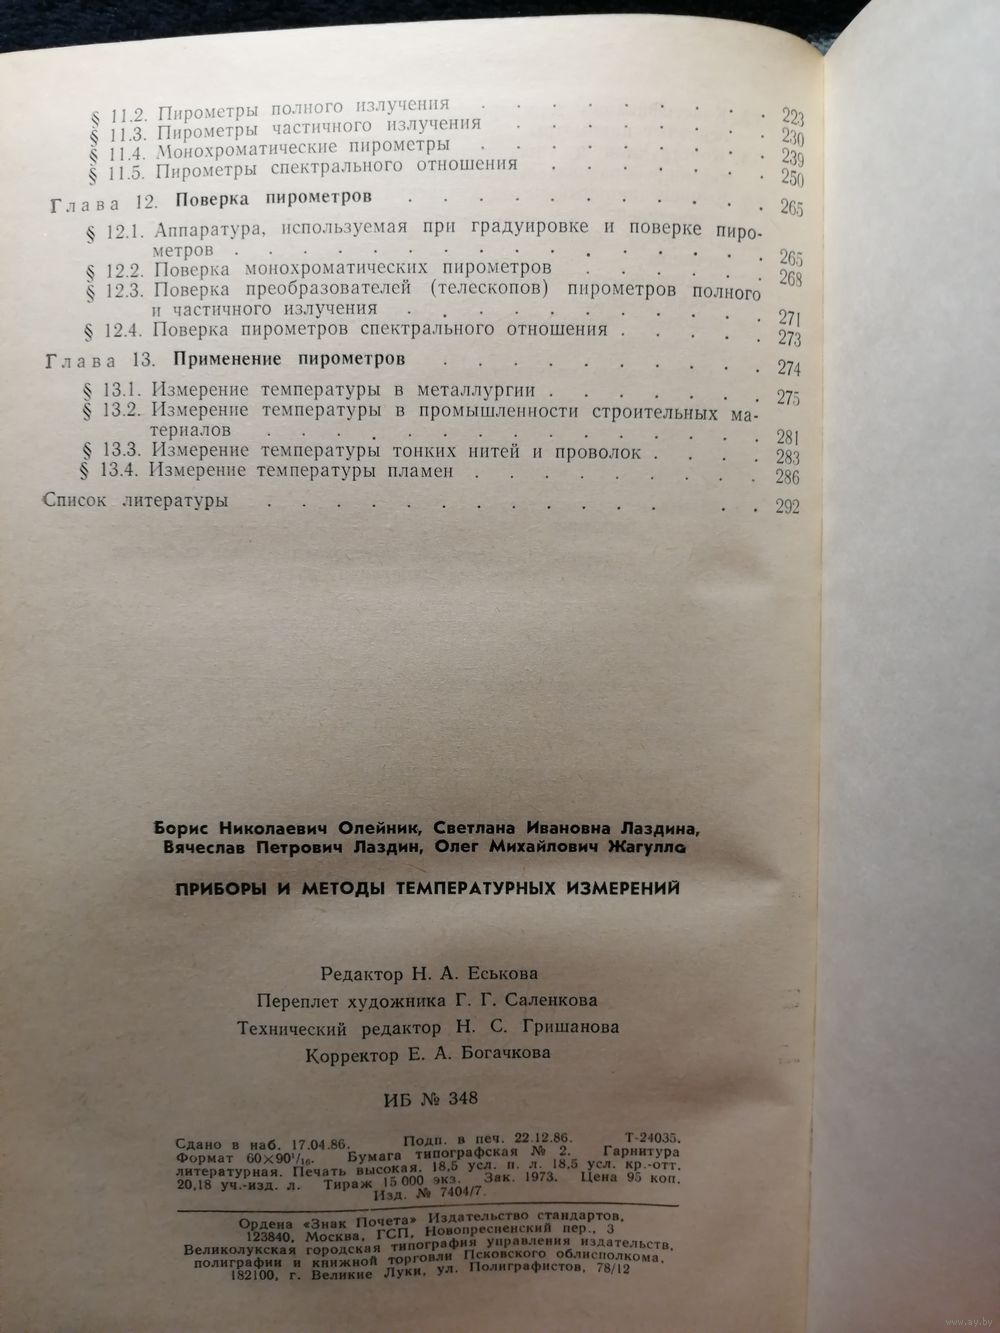 § 11.2. Пирометры полного излучения . . . . . . . . 223
§ 11.3. Пирометры частичного излучения . . . . . . . 230
§ 11.4. Монохроматические пирометры . . . . . . . . 239
§ 11.5. Пирометры спектрального отношения . . . . . . 250
Глава 12. Поверка пирометров . . . . . . . . . . . 265
§ 12.1. Аппаратура, используемая при градуировке и поверке пиро-
метров . . . . . . . . . . . . . . . 265
§ 12.2. Поверка монохроматических пирометров . . . . . . 268
§ 12.3. Поверка преобразователей (телескопов) пирометров полного
и частичного излучения . . . . . . . . . . 271
§ 12.4. Поверка пирометров спектрального отношения . . . . 273
Глава 13. Применение пирометров . . . . . . . . . . 274
§ 13.1. Измерение температуры в металлургии . . . . . . . 275
§ 13.2. Измерение температуры в промышленности строительных ма-
териалов . . . . . . . . . . . . . . 281
§ 13.3. Измерение температуры тонких нитей и проволок . . . . 283
§ 13.4. Измерение температуры пламен . . . . . . . . 286
Список литературы . . . . . . . . . . . . . 292
Борис Николаевич Олейник, Светлана Ивановна Лаздина,
Вячеслав Петрович Лаздин, Олег Михайлович Жагулло
ПРИБОРЫ И МЕТОДЫ ТЕМПЕРАТУРНЫХ ИЗМЕРЕНИЙ
Редактор Н. А. Еськова
Переплет художника Г. Г. Саленкова
Технический редактор Н. С. Гришанова
Корректор Е. А. Богачкова
ИБ № 348
Сдано в наб. 17.04.86. Подп. в печ. 22.12.86. Т-24035.
Формат 60×90¹/₁₆. Бумага типографская № 2. Гарнитура
литературная. Печать высокая. 18,5 усл. п. л. 18,5 усл. кр.-отт.
20,18 уч.-изд. л. Тираж 15 000 экз. Зак. 1973. Цена 95 коп.
Изд. № 7404/7.
Ордена «Знак Почета» Издательство стандартов,
123840, Москва, ГСП, Новопресненский пер., 3
Великолукская городская типография управления издательств,
полиграфии и книжной торговли Псковского облисполкома,
182100, г. Великие Луки, ул. Полиграфистов, 78/12
www.ay.by